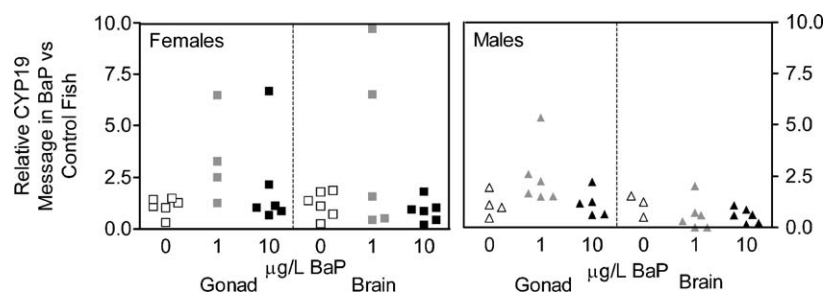 Relative CYP19
Message in BaP vs
Control Fish
10.0
7.5
5.0
2.5
0.0
Females
0 1 10 0 1 10
μg/L BaP
Gonad Brain
Males
10.0
7.5
5.0
2.5
0.0
0 1 10 0 1 10
μg/L BaP
Gonad Brain